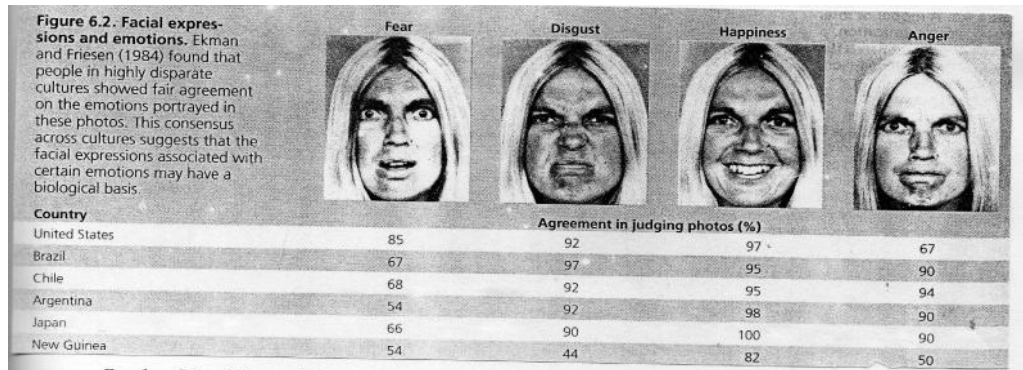 Figure 6.2. Facial expres-
sions and emotions. Ekman
and Friesen (1984) found that
people in highly disparate
cultures showed fair agreement
on the emotions portrayed in
these photos. This consensus
across cultures suggests that the
facial expressions associated with
certain emotions may have a
biological basis.
Fear Disgust Happiness Anger
Country Agreement in judging photos (%)
United States 85 92 97 67
Brazil 67 97 95 90
Chile 68 92 95 94
Argentina 54 92 98 90
Japan 66 90 100 90
New Guinea 54 44 82 50